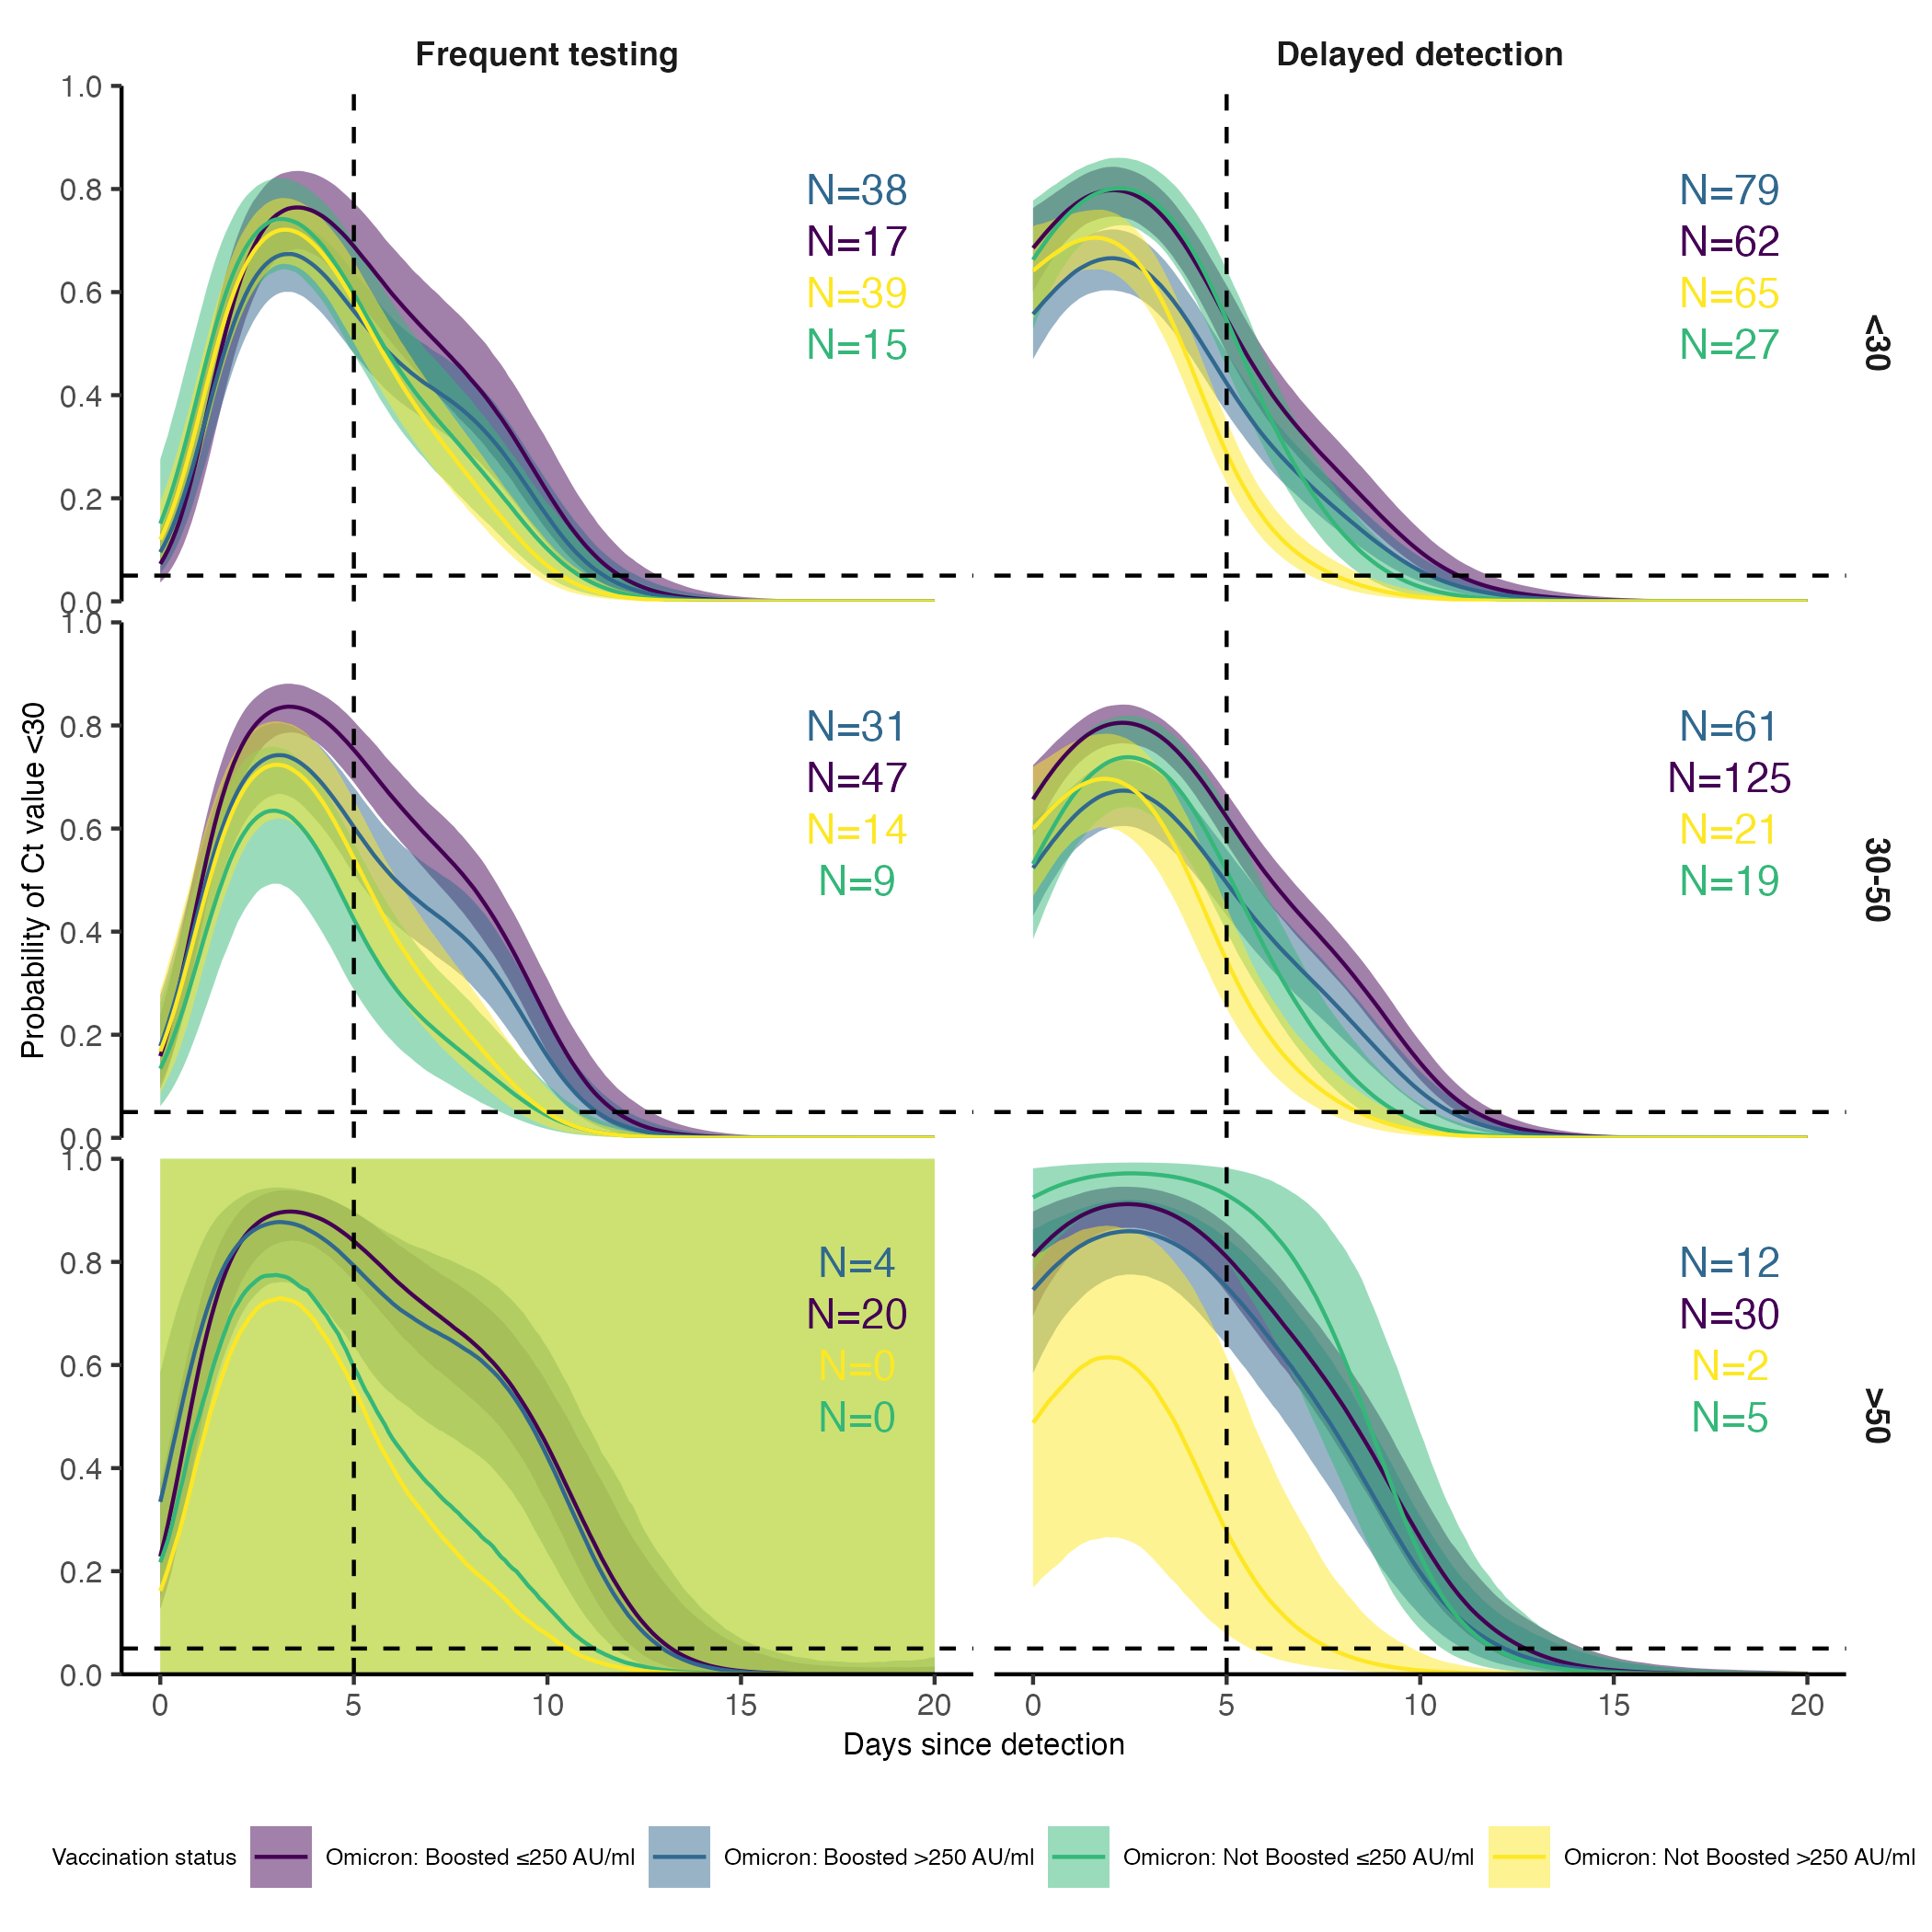 Frequent testing
Delayed detection
1.0
0.8
0.6
0.4
0.2
0.0
N=38
N=17
N=39
N=15
N=79
N=62
N=65
N=27
<30
1.0
0.8
0.6
0.4
0.2
0.0
N=31
N=47
N=14
N=9
N=61
N=125
N=21
N=19
30-50
Probability of Ct value <30
1.0
0.8
0.6
0.4
0.2
0.0
N=4
N=20
N=0
N=0
N=12
N=30
N=2
N=5
>50
0 5 10 15 20
0 5 10 15 20
Days since detection
Vaccination status Omicron: Boosted ≤250 AU/ml Omicron: Boosted >250 AU/ml Omicron: Not Boosted ≤250 AU/ml Omicron: Not Boosted >250 AU/ml